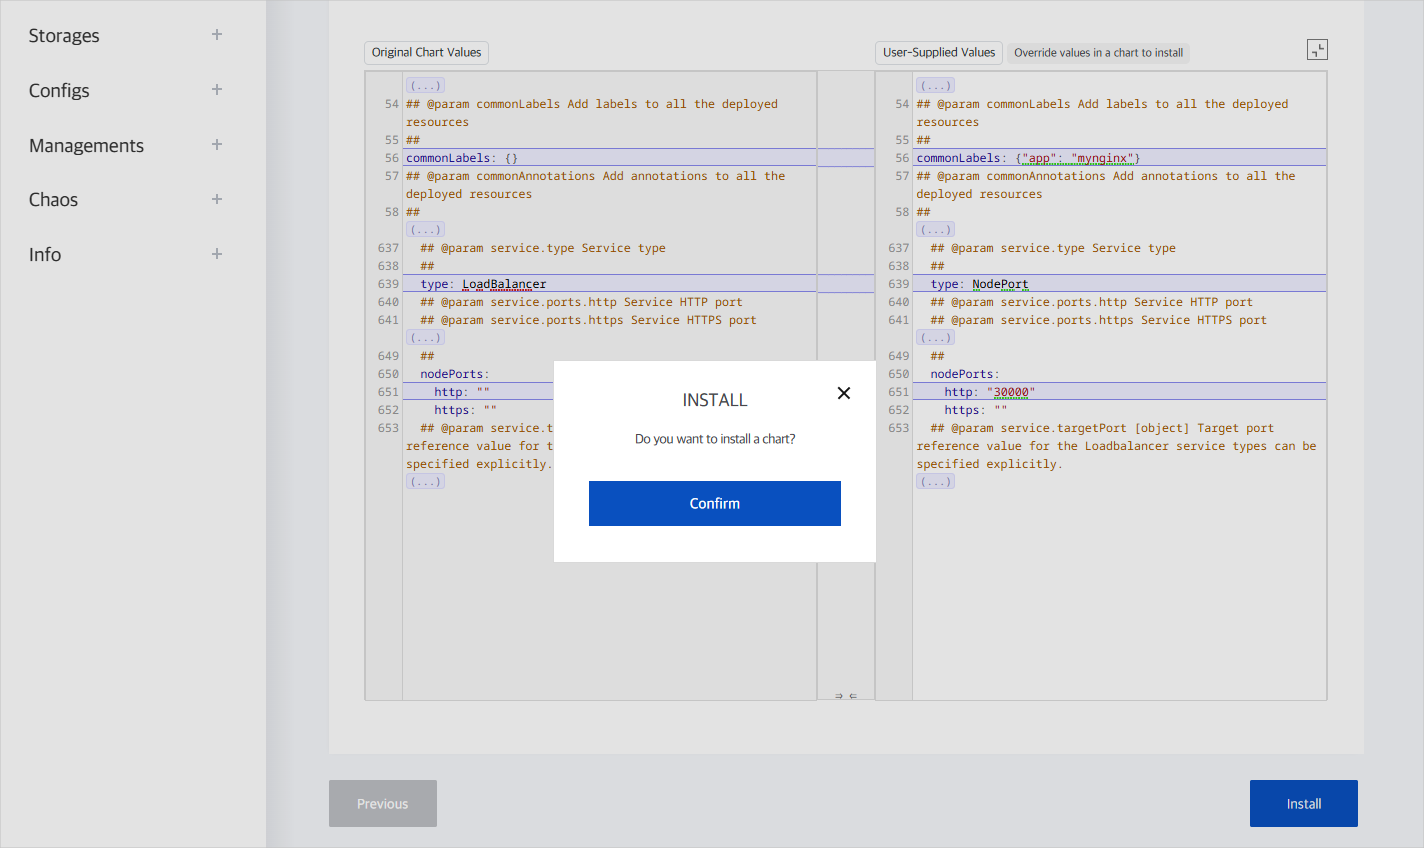 Storages +
Configs +
Managements +
Chaos +
Info +
Original Chart Values
(...)
54 ## @param commonLabels Add labels to all the deployed
resources
55 ##
56 commonLabels: {}
57 ## @param commonAnnotations Add annotations to all the
deployed resources
58 ##
(...)
637 ## @param service.type Service type
638 ##
639 type: LoadBalancer
640 ## @param service.ports.http Service HTTP port
641 ## @param service.ports.https Service HTTPS port
(...)
649 ##
650 nodePorts:
651 http: ""
652 https: ""
653 ## @param service.t
reference value for t
specified explicitly.
(...)
⇒ ⇐
User-Supplied Values
Override values in a chart to install
(...)
54 ## @param commonLabels Add labels to all the deployed
resources
55 ##
56 commonLabels: {"app": "mynginx"}
57 ## @param commonAnnotations Add annotations to all the
deployed resources
58 ##
(...)
637 ## @param service.type Service type
638 ##
639 type: NodePort
640 ## @param service.ports.http Service HTTP port
641 ## @param service.ports.https Service HTTPS port
(...)
649 ##
650 nodePorts:
651 http: "30000"
652 https: ""
653 ## @param service.targetPort [object] Target port
reference value for the Loadbalancer service types can be
specified explicitly.
(...)
INSTALL
Do you want to install a chart?
Confirm
Previous
Install